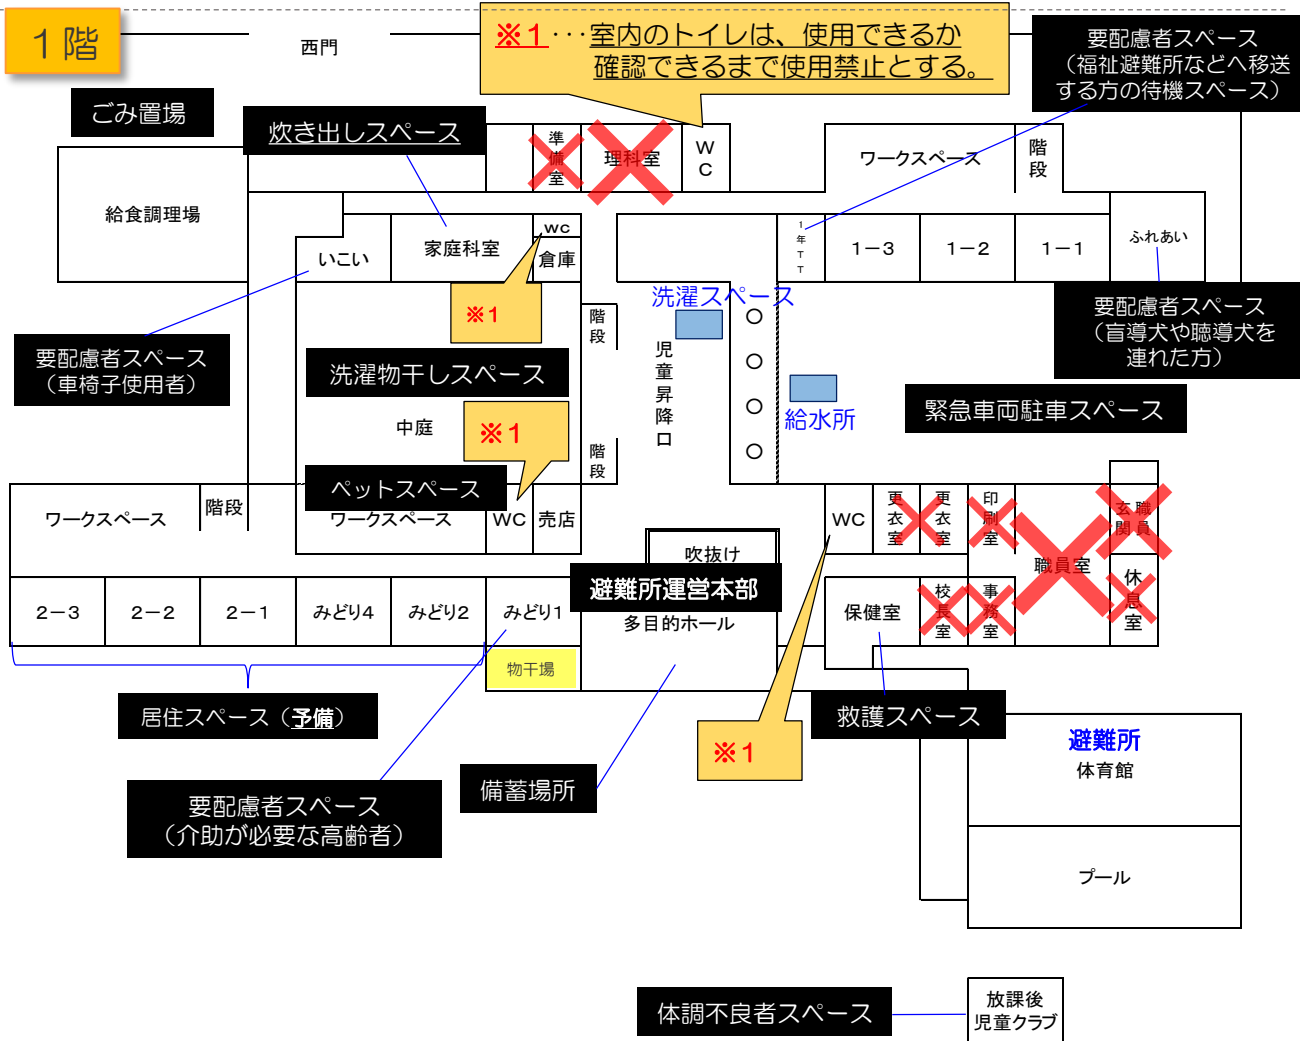 1階
西門
※1・・・室内のトイレは、使用できるか
確認できるまで使用禁止とする。
要配慮者スペース
（福祉避難所などへ移送
する方の待機スペース）
ごみ置場
炊き出しスペース
準備室
理科室
WC
ワークスペース
階段
給食調理場
いこい
家庭科室
WC
倉庫
1年TT
1－3
1－2
1－1
ふれあい
※1
洗濯スペース
要配慮者スペース
（盲導犬や聴導犬を
連れた方）
要配慮者スペース
（車椅子使用者）
階段
児童昇降口
洗濯物干しスペース
給水所
緊急車両駐車スペース
中庭
※1
階段
ペットスペース
ワークスペース
階段
ワークスペース
WC
売店
WC
更衣室
更衣室
印刷室
職員玄関
吹抜け
職員室
避難所運営本部
多目的ホール
2－3
2－2
2－1
みどり4
みどり2
みどり1
保健室
校長室
事務室
休息室
物干場
居住スペース（予備）
救護スペース
※1
避難所
体育館
要配慮者スペース
（介助が必要な高齢者）
備蓄場所
プール
体調不良者スペース
放課後
児童クラブ